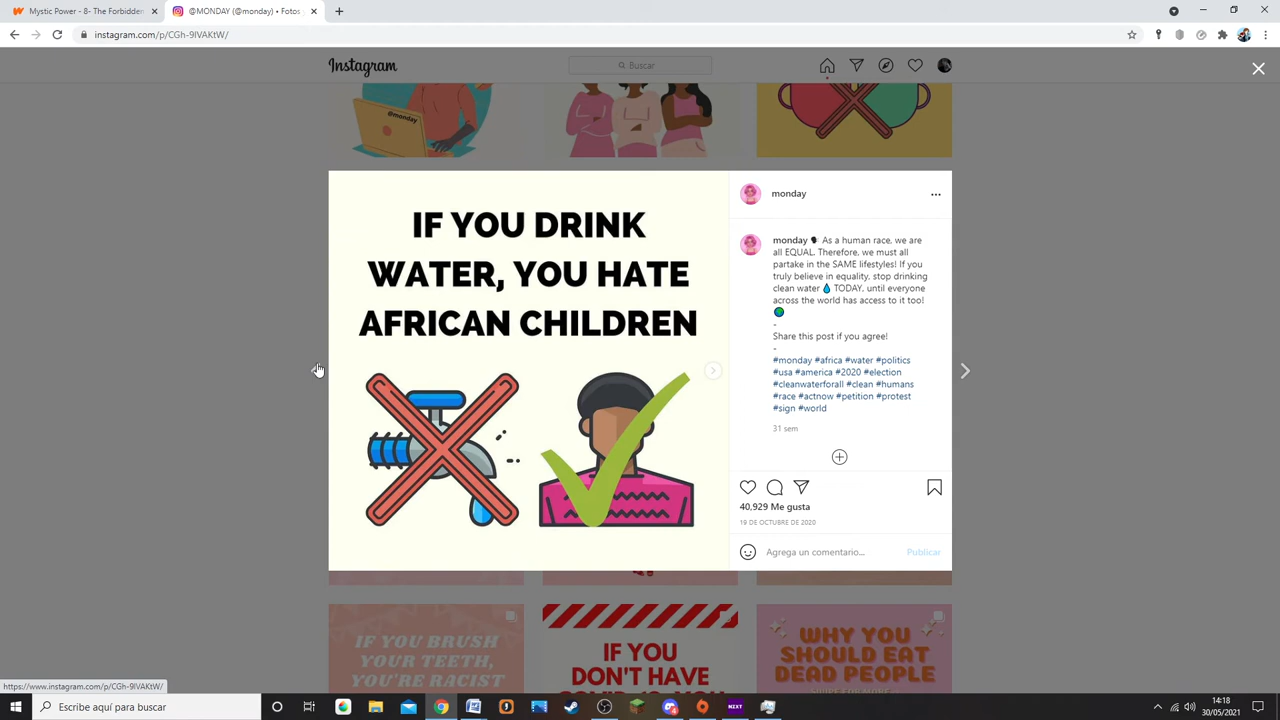 Mystic Power - 8- The Forbidden
@MONDAY (@monday) • Fotos y
instagram.com/p/CGh-9lVAKtW/
Instagram
Buscar
@monday
IF YOU DRINK
WATER, YOU HATE
AFRICAN CHILDREN
monday
monday 🗣 As a human race, we are
all EQUAL. Therefore, we must all
partake in the SAME lifestyles! If you
truly believe in equality, stop drinking
clean water 💧 TODAY, until everyone
across the world has access to it too!
🌍
-
Share this post if you agree!
-
#monday #africa #water #politics
#usa #america #2020 #election
#cleanwaterforall #clean #humans
#race #actnow #petition #protest
#sign #world
31 sem
40,929 Me gusta
19 DE OCTUBRE DE 2020
Agrega un comentario... Publicar
IF YOU BRUSH
YOUR TEETH,
YOU'RE RACIST
IF YOU
DON'T HAVE
WHY YOU
SHOULD EAT
DEAD PEOPLE
https://www.instagram.com/p/CGh-9lVAKtW/
Escribe aquí para buscar
NZXT
14:18
30/05/2021